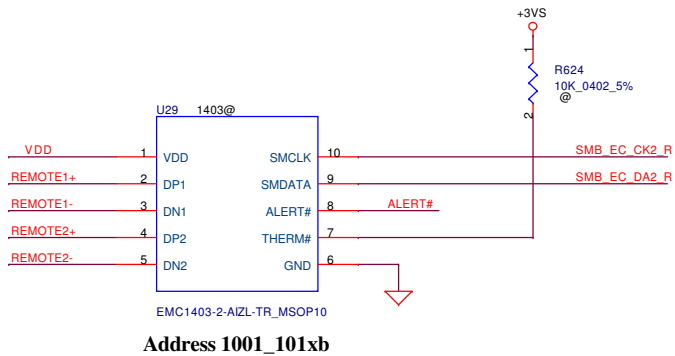 +3VS
1
R624
10K_0402_5%
@
2
U29 1403@
VDD 1 VDD SMCLK 10 SMB_EC_CK2_R
REMOTE1+ 2 DP1 SMDATA 9 SMB_EC_DA2_R
REMOTE1- 3 DN1 ALERT# 8 ALERT#
REMOTE2+ 4 DP2 THERM# 7
REMOTE2- 5 DN2 GND 6
EMC1403-2-AIZL-TR_MSOP10
Address 1001_101xb